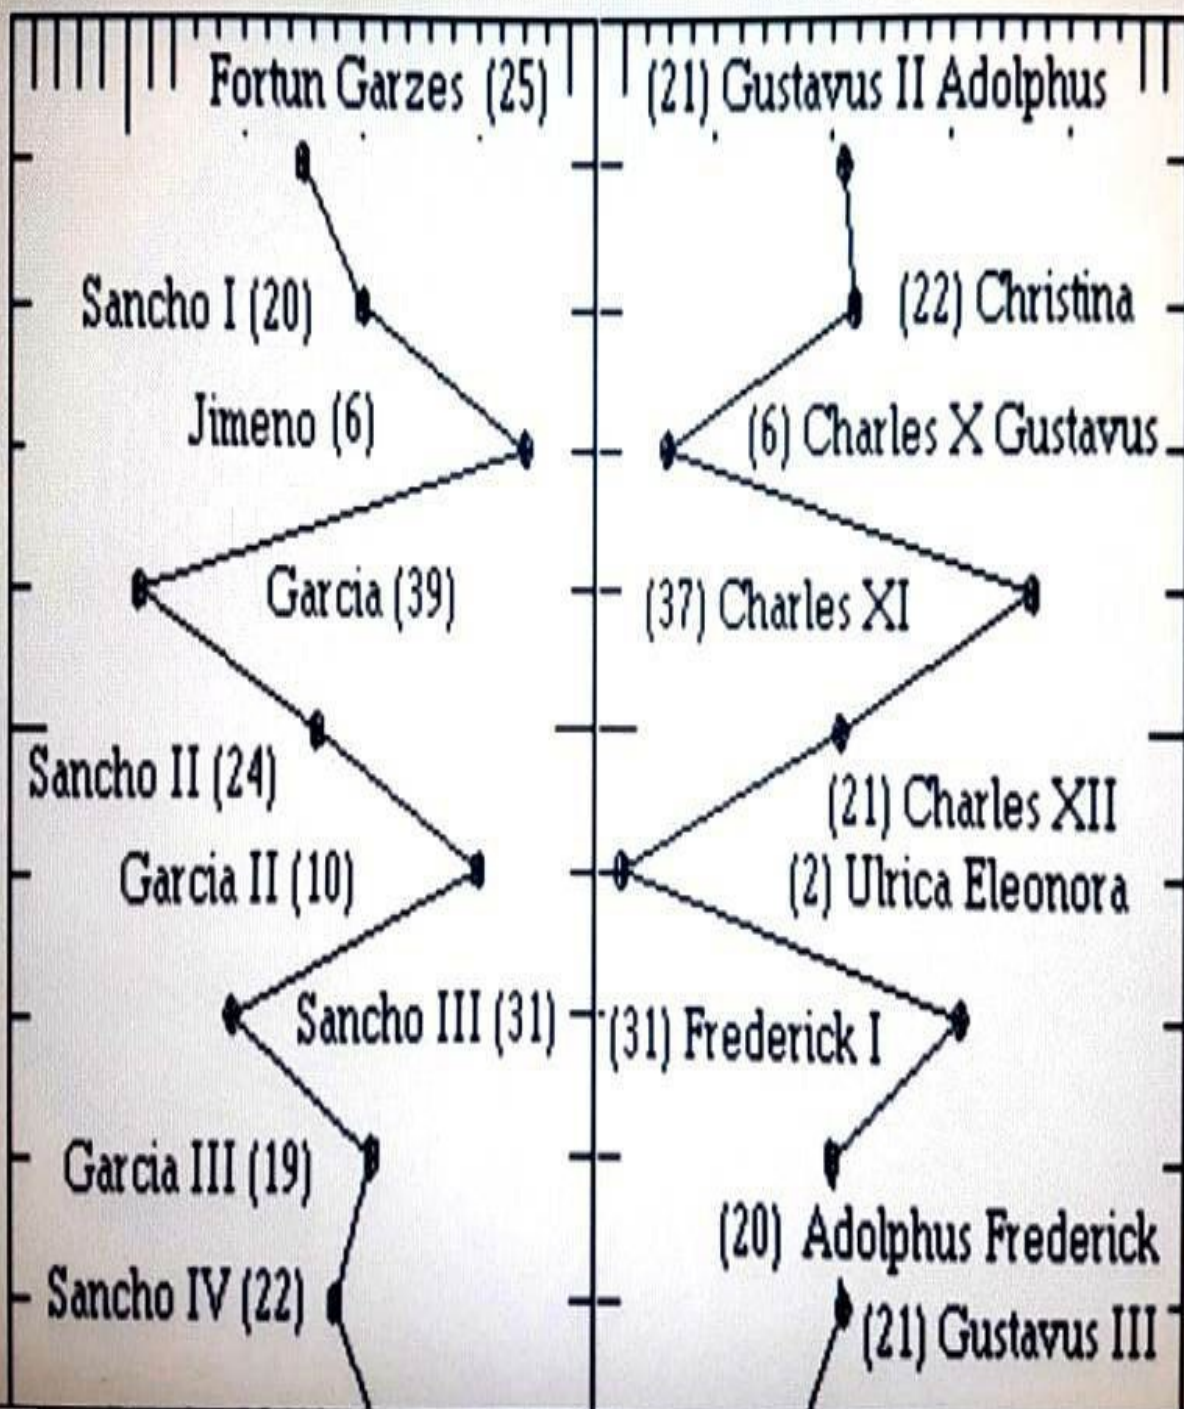 Fortun Garzes (25)
(21) Gustavus II Adolphus
Sancho I (20)
(22) Christina
Jimeno (6)
(6) Charles X Gustavus
Garcia (39)
(37) Charles XI
Sancho II (24)
(21) Charles XII
Garcia II (10)
(2) Ulrica Eleonora
Sancho III (31)
(31) Frederick I
Garcia III (19)
(20) Adolphus Frederick
Sancho IV (22)
(21) Gustavus III